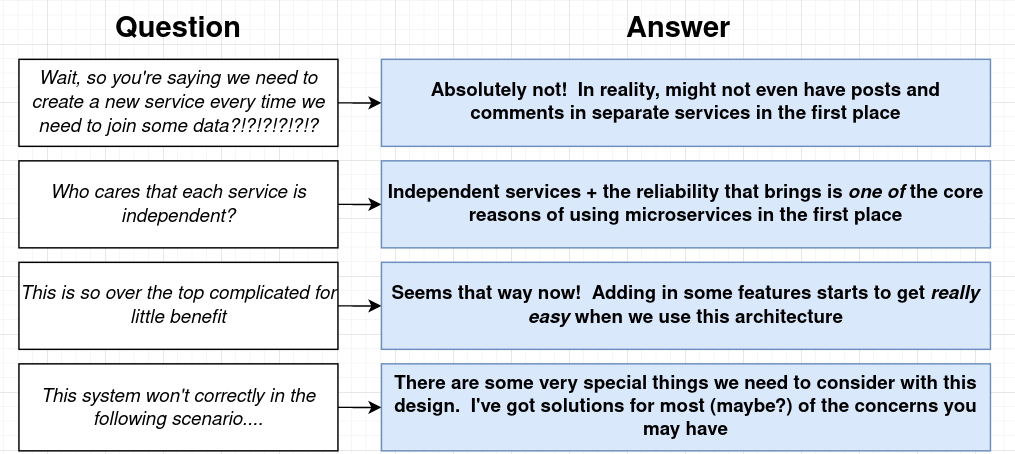 Question
Answer
Wait, so you're saying we need to
create a new service every time we
need to join some data?!?!?!?!?!?
Absolutely not!  In reality, might not even have posts and
comments in separate services in the first place
Who cares that each service is
independent?
Independent services + the reliability that brings is one of the core
reasons of using microservices in the first place
This is so over the top complicated for
little benefit
Seems that way now!  Adding in some features starts to get really
easy when we use this architecture
This system won't correctly in the
following scenario....
There are some very special things we need to consider with this
design.  I've got solutions for most (maybe?) of the concerns you
may have